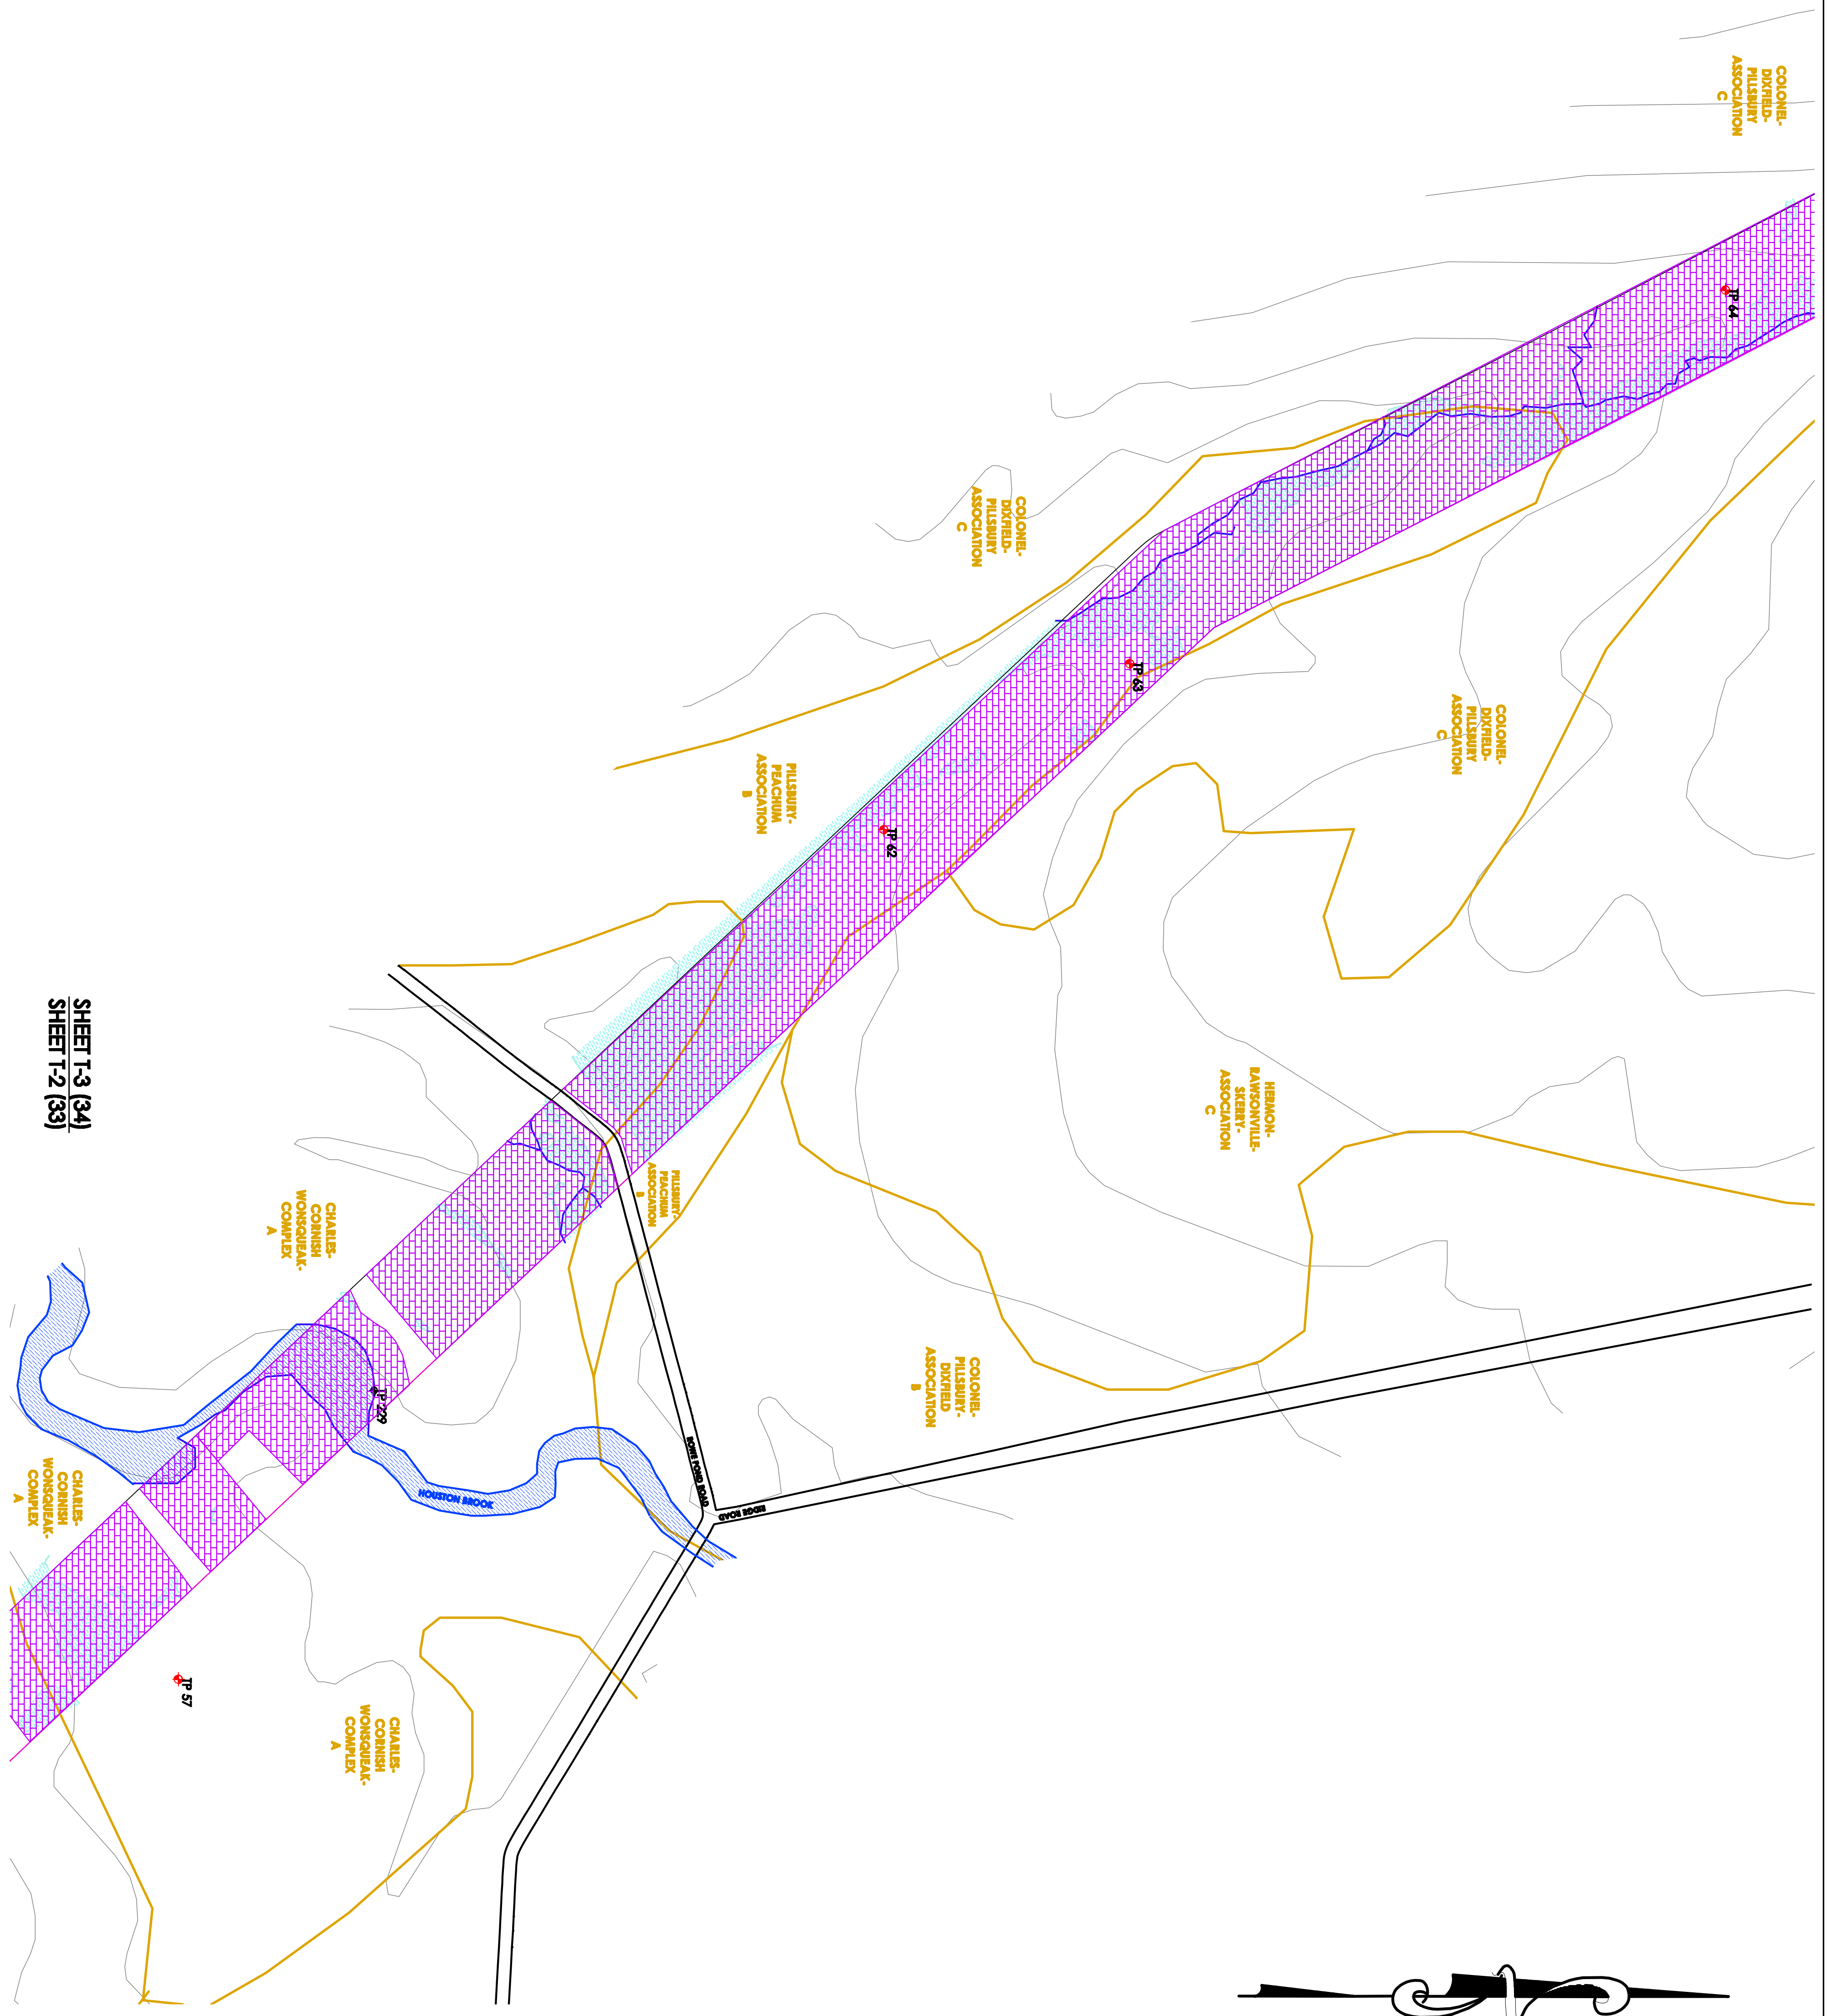 COLONEL-
DIXFIELD-
PILLSBURY
ASSOCIATION
C
TP 64
COLONEL-
DIXFIELD-
PILLSBURY
ASSOCIATION
C
TP 63
COLONEL-
DIXFIELD-
PILLSBURY
ASSOCIATION
C
PILLSBURY-
PEACHUM
ASSOCIATION
B
TP 62
SHEET T-3 (34)
SHEET T-2 (33)
HERMON-
RAWSONVILLE-
SKERRY-
ASSOCIATION
C
PILLSBURY-
PEACHUM
ASSOCIATION
B
CHARLES-
CORNISH
WONSQUEAK-
COMPLEX
A
COLONEL-
PILLSBURY-
DIXFIELD
ASSOCIATION
B
TP 229
ROWE POND ROAD
RIDGE ROAD
HOUSTON BROOK
CHARLES-
CORNISH
WONSQUEAK-
COMPLEX
A
TP 57
CHARLES-
CORNISH
WONSQUEAK-
COMPLEX
A